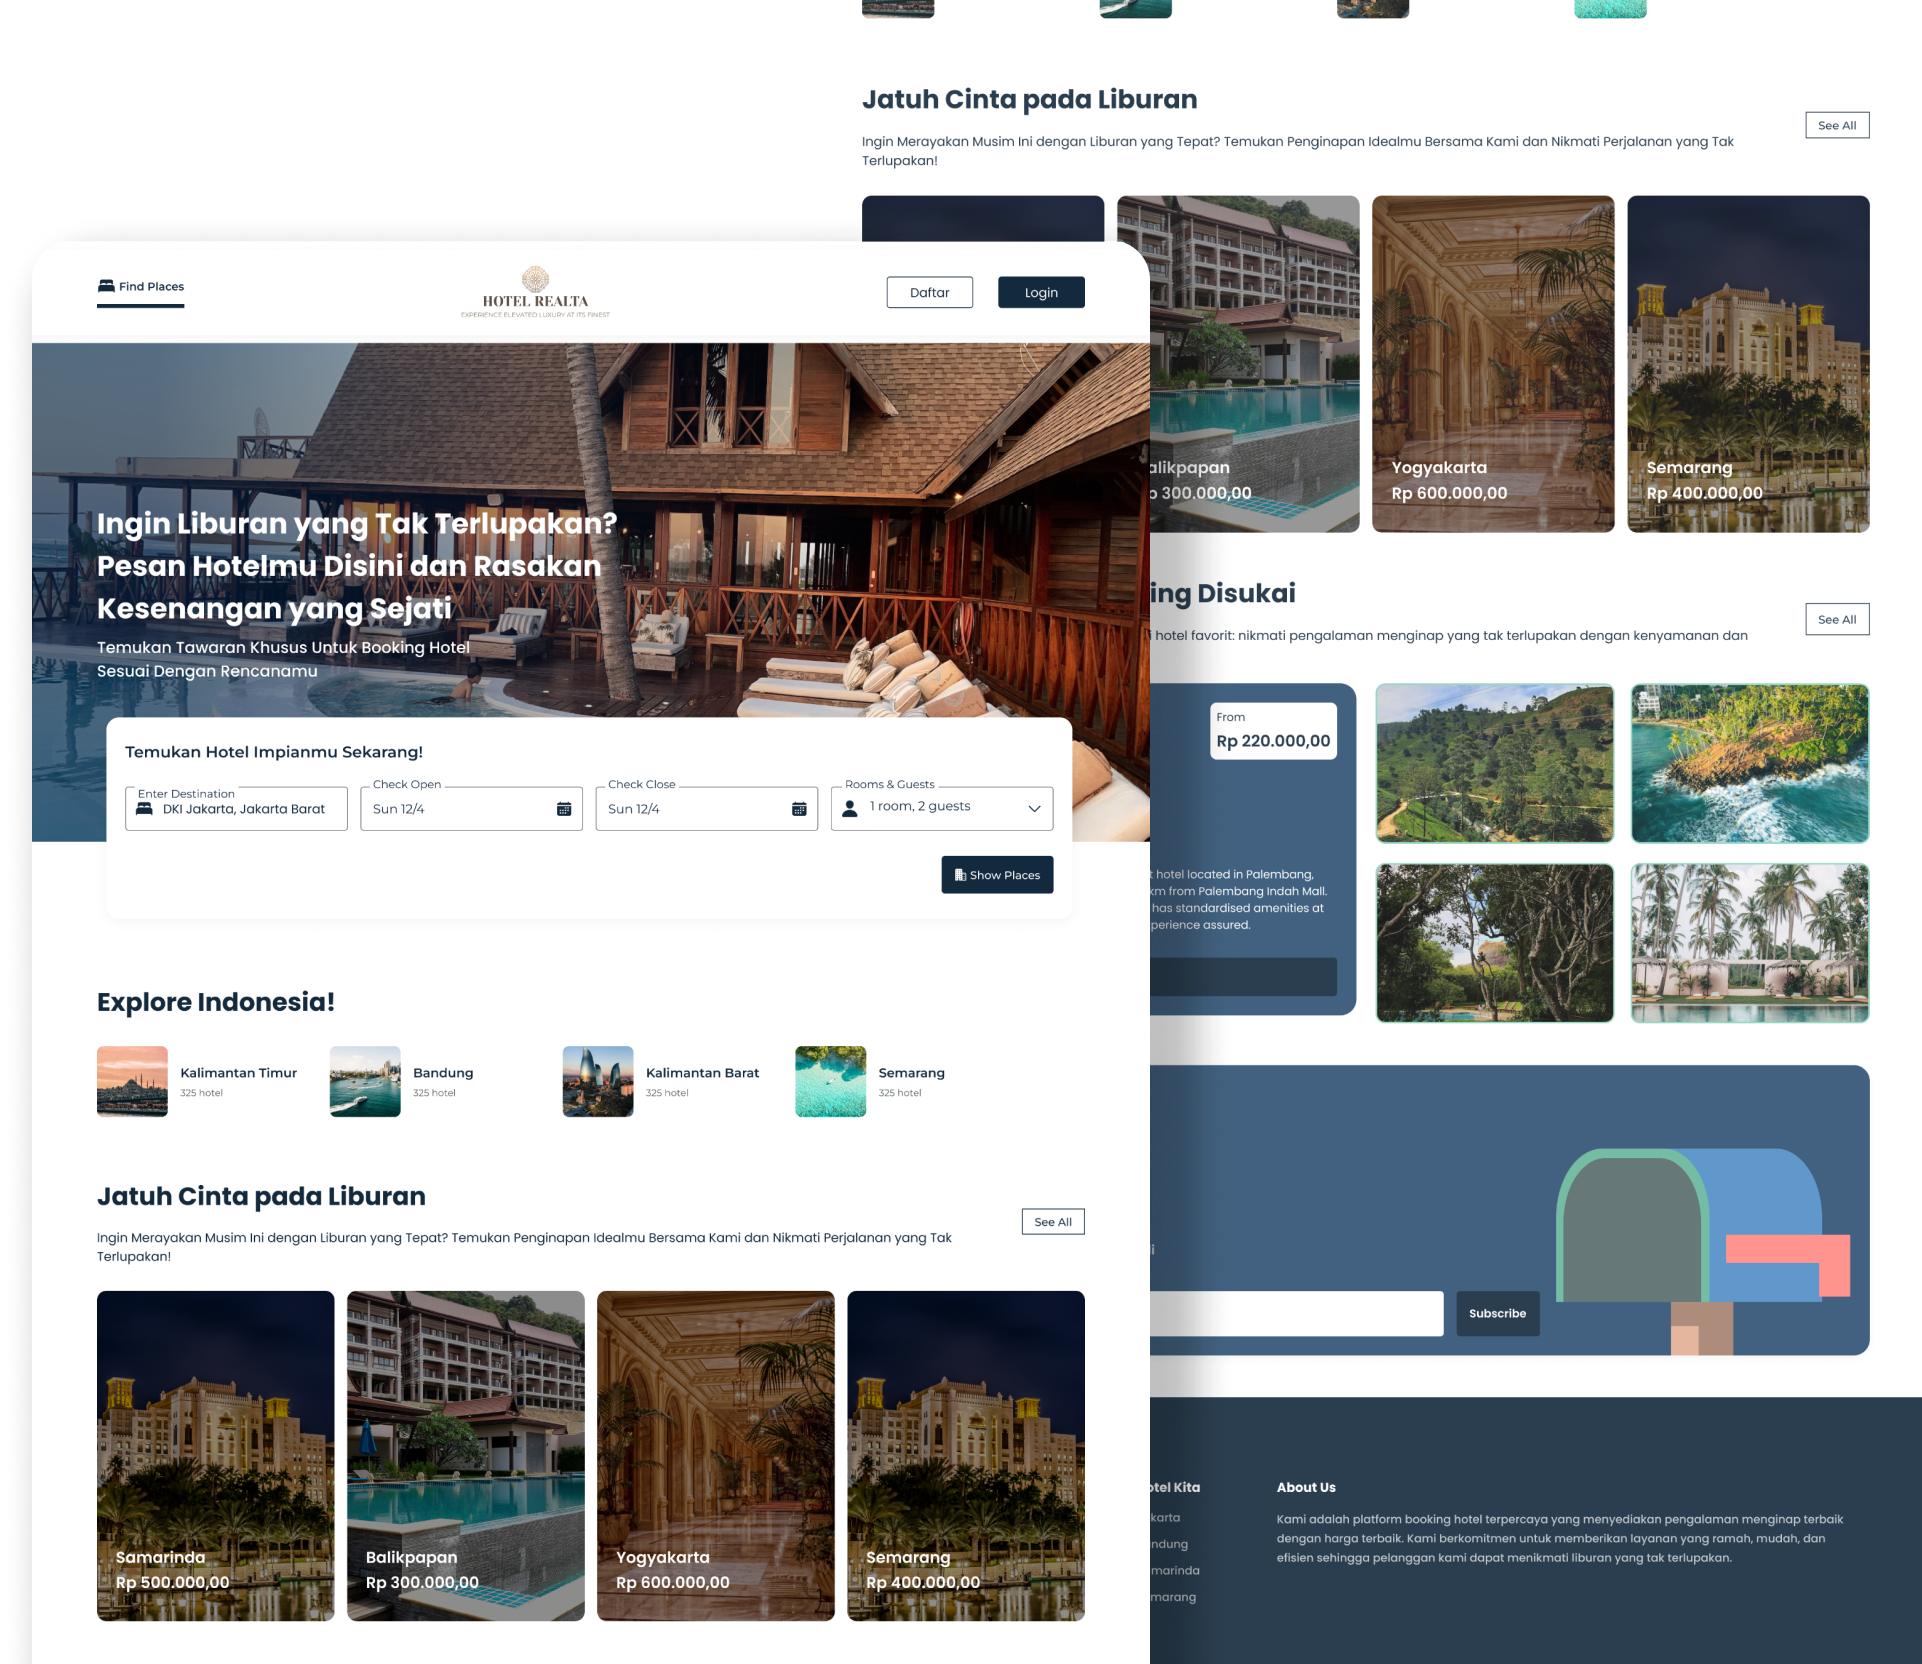 Find Places
HOTEL REALTA
EXPERIENCE ELEVATED LUXURY AT ITS FINEST
Daftar
Login
Ingin Liburan yang Tak Terlupakan?
Pesan Hotelmu Disini dan Rasakan
Kesenangan yang Sejati
Temukan Tawaran Khusus Untuk Booking Hotel
Sesuai Dengan Rencanamu
Temukan Hotel Impianmu Sekarang!
Enter Destination
DKI Jakarta, Jakarta Barat
Check Open
Sun 12/4
Check Close
Sun 12/4
Rooms & Guests
1 room, 2 guests
Show Places
Explore Indonesia!
Kalimantan Timur
325 hotel
Bandung
325 hotel
Kalimantan Barat
325 hotel
Semarang
325 hotel
Jatuh Cinta pada Liburan
See All
Ingin Merayakan Musim Ini dengan Liburan yang Tepat? Temukan Penginapan Idealmu Bersama Kami dan Nikmati Perjalanan yang Tak
Terlupakan!
Samarinda
Rp 500.000,00
Balikpapan
Rp 300.000,00
Yogyakarta
Rp 600.000,00
Semarang
Rp 400.000,00
Jatuh Cinta pada Liburan
See All
Ingin Merayakan Musim Ini dengan Liburan yang Tepat? Temukan Penginapan Idealmu Bersama Kami dan Nikmati Perjalanan yang Tak
Terlupakan!
alikpapan
300.000,00
Yogyakarta
Rp 600.000,00
Semarang
Rp 400.000,00
ing Disukai
See All
hotel favorit: nikmati pengalaman menginap yang tak terlupakan dengan kenyamanan dan
From
Rp 220.000,00
hotel located in Palembang,
km from Palembang Indah Mall.
has standardised amenities at
perience assured.
Subscribe
otel Kita
karta
ndung
marinda
marang
About Us
Kami adalah platform booking hotel terpercaya yang menyediakan pengalaman menginap terbaik
dengan harga terbaik. Kami berkomitmen untuk memberikan layanan yang ramah, mudah, dan
efisien sehingga pelanggan kami dapat menikmati liburan yang tak terlupakan.